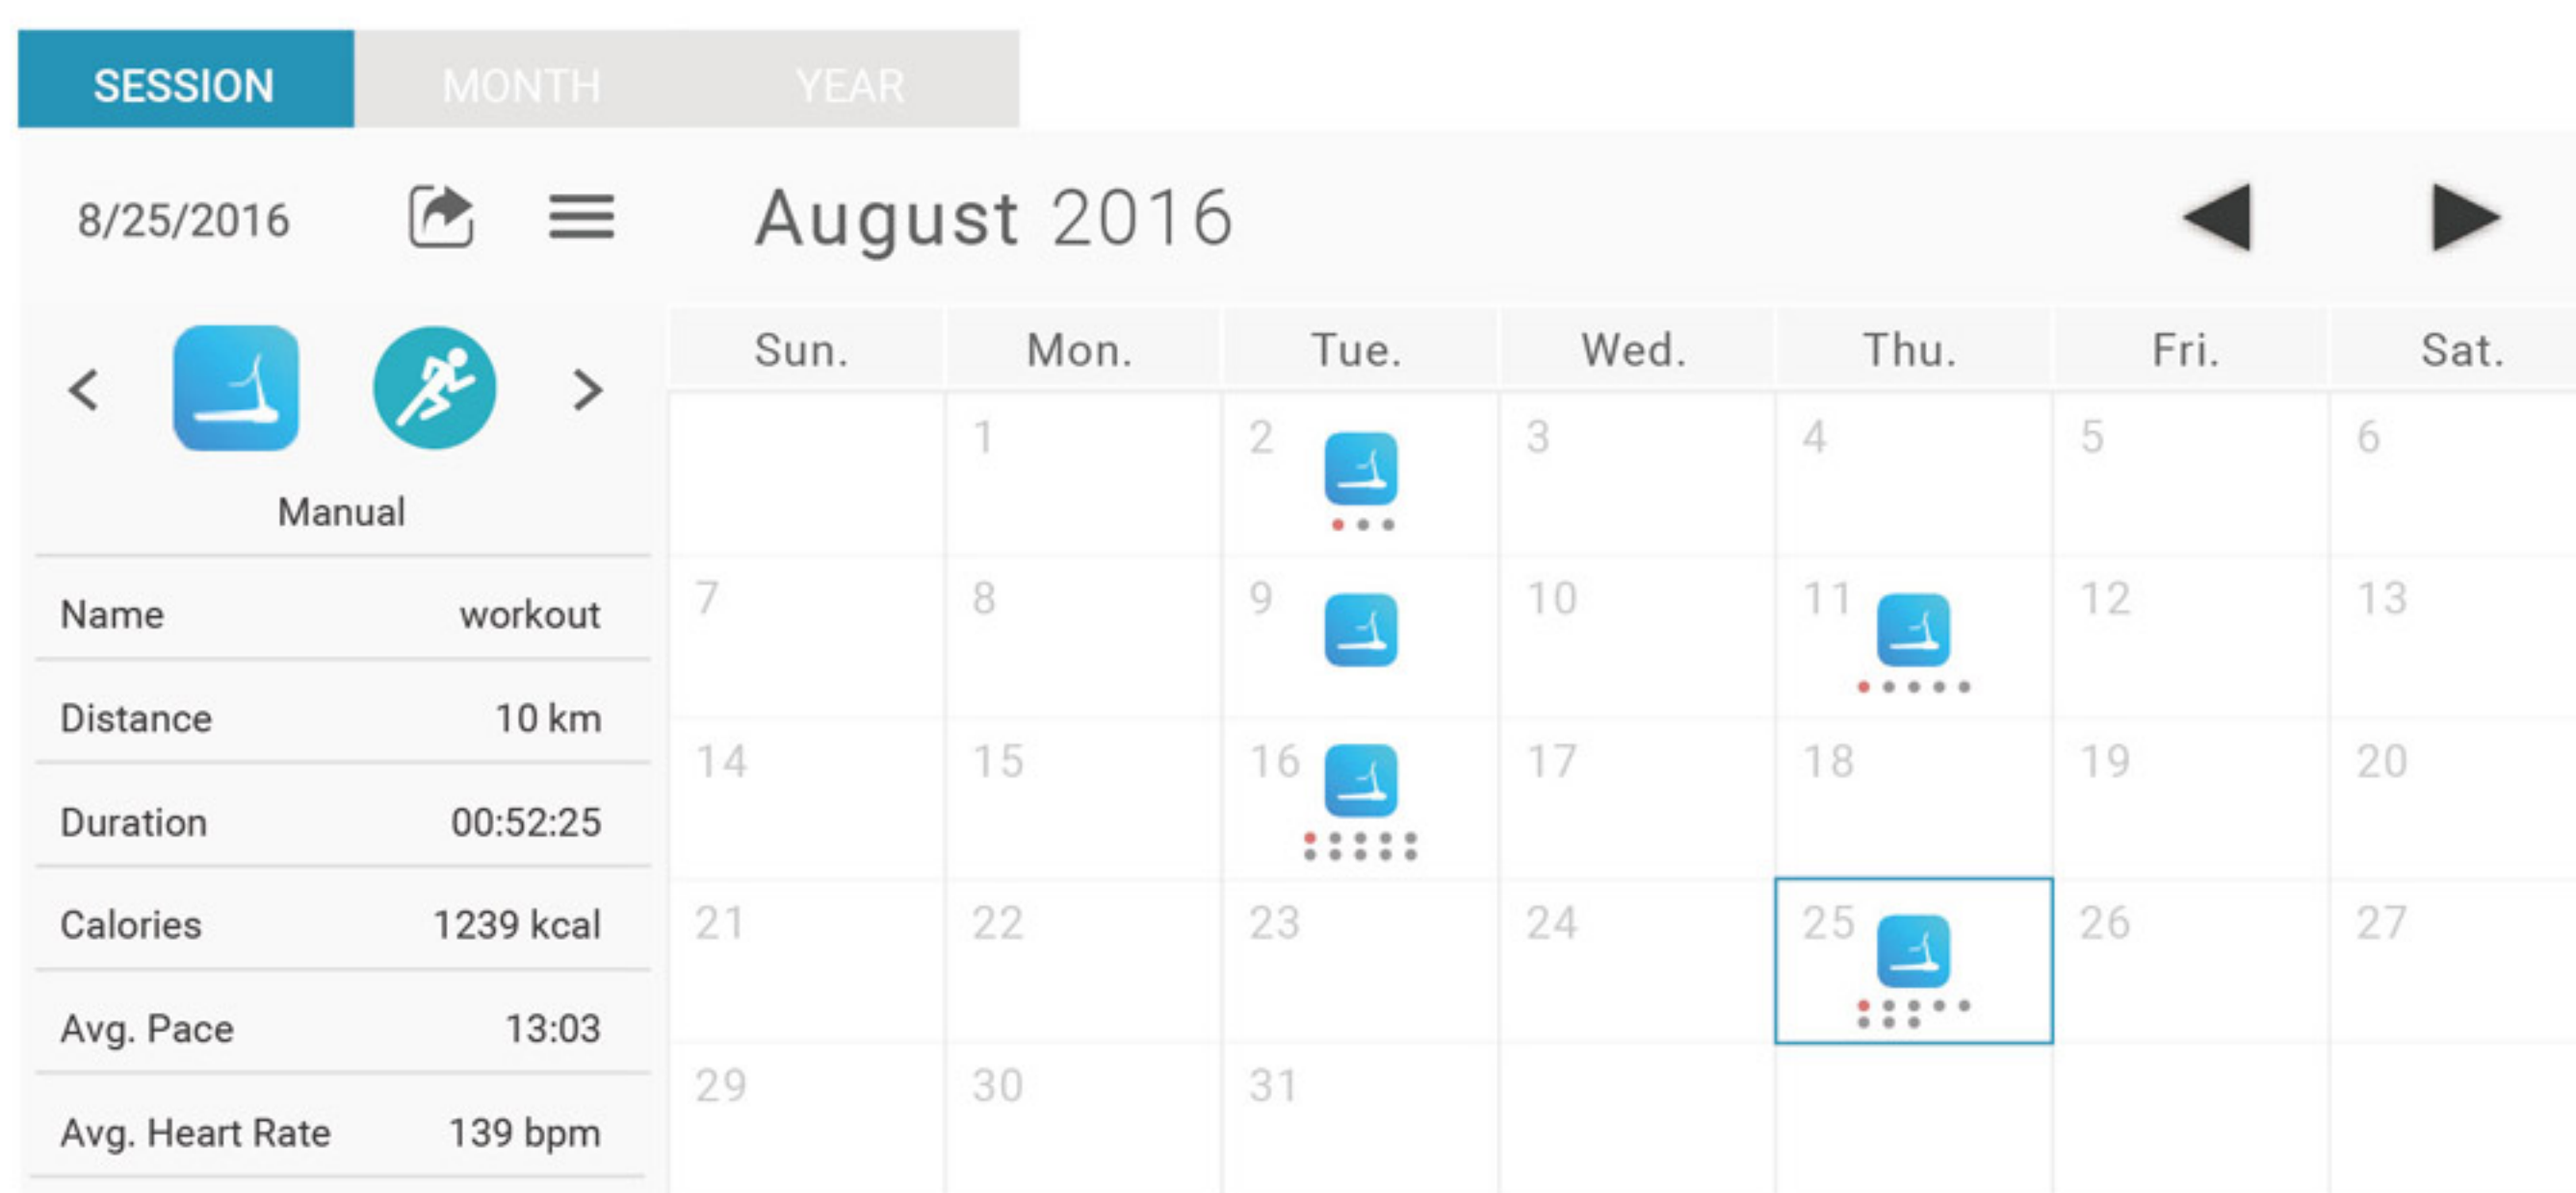 SESSION MONTH YEAR
8/25/2016
August 2016
Manual
Name workout
Distance 10 km
Duration 00:52:25
Calories 1239 kcal
Avg. Pace 13:03
Avg. Heart Rate 139 bpm
Sun. Mon. Tue. Wed. Thu. Fri. Sat.
1 2 3 4 5 6
7 8 9 10 11 12 13
14 15 16 17 18 19 20
21 22 23 24 25 26 27
29 30 31